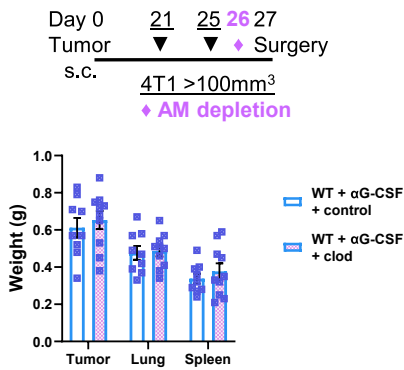 Day 0 21 25 26 27
Tumor Surgery
s.c.
4T1 >100mm³
♦ AM depletion
1.0
0.8
0.6
0.4
0.2
0.0
Weight (g)
Tumor Lung Spleen
WT + αG-CSF
+ control
WT + αG-CSF
+ clod